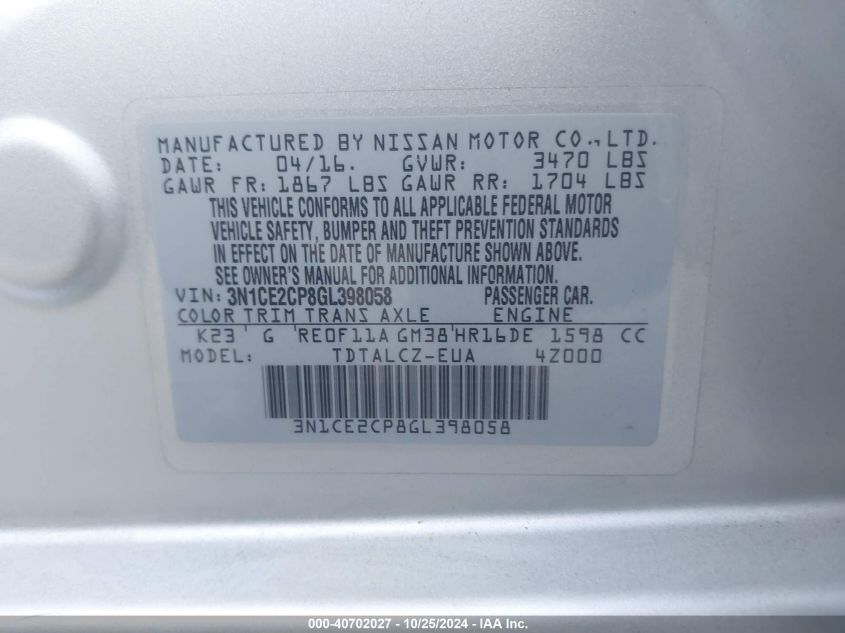 MANUFACTURED BY NISSAN MOTOR CO.,LTD.
DATE: 04/16. GVWR: 3470 LBS
GAWR FR: 1867 LBS GAWR RR: 1704 LBS
THIS VEHICLE CONFORMS TO ALL APPLICABLE FEDERAL MOTOR
VEHICLE SAFETY, BUMPER AND THEFT PREVENTION STANDARDS
IN EFFECT ON THE DATE OF MANUFACTURE SHOWN ABOVE.
SEE OWNER'S MANUAL FOR ADDITIONAL INFORMATION.
VIN: 3N1CE2CP8GL398058 PASSENGER CAR.
COLOR TRIM TRANS AXLE ENGINE
K23 G RE0F11A GM38 HR16DE 1598 CC
MODEL: TDTALCZ-EUA 4Z000
3N1CE2CP8GL398058
000-40702027 - 10/25/2024 - IAA Inc.